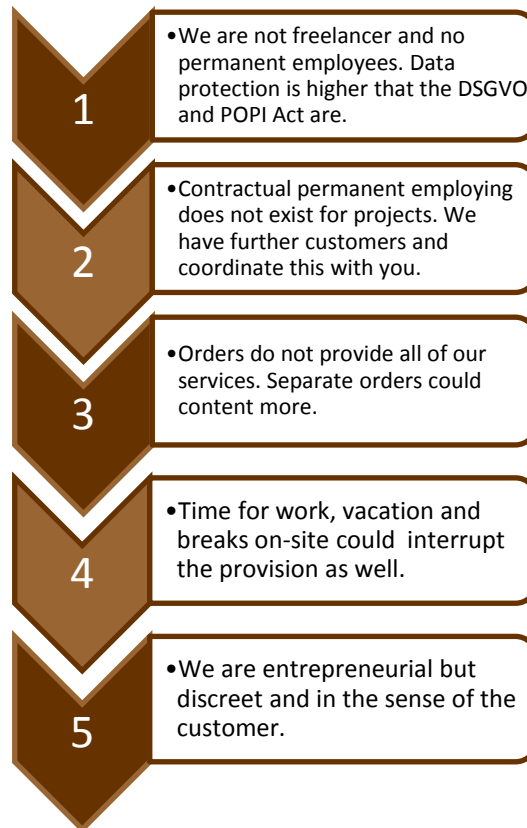 1
•We are not freelancer and no
permanent employees. Data
protection is higher that the DSGVO
and POPI Act are.
2
•Contractual permanent employing
does not exist for projects. We
have further customers and
coordinate this with you.
3
•Orders do not provide all of our
services. Separate orders could
content more.
4
•Time for work, vacation and
breaks on-site could  interrupt
the provision as well.
5
•We are entrepreneurial but
discreet and in the sense of the
customer.